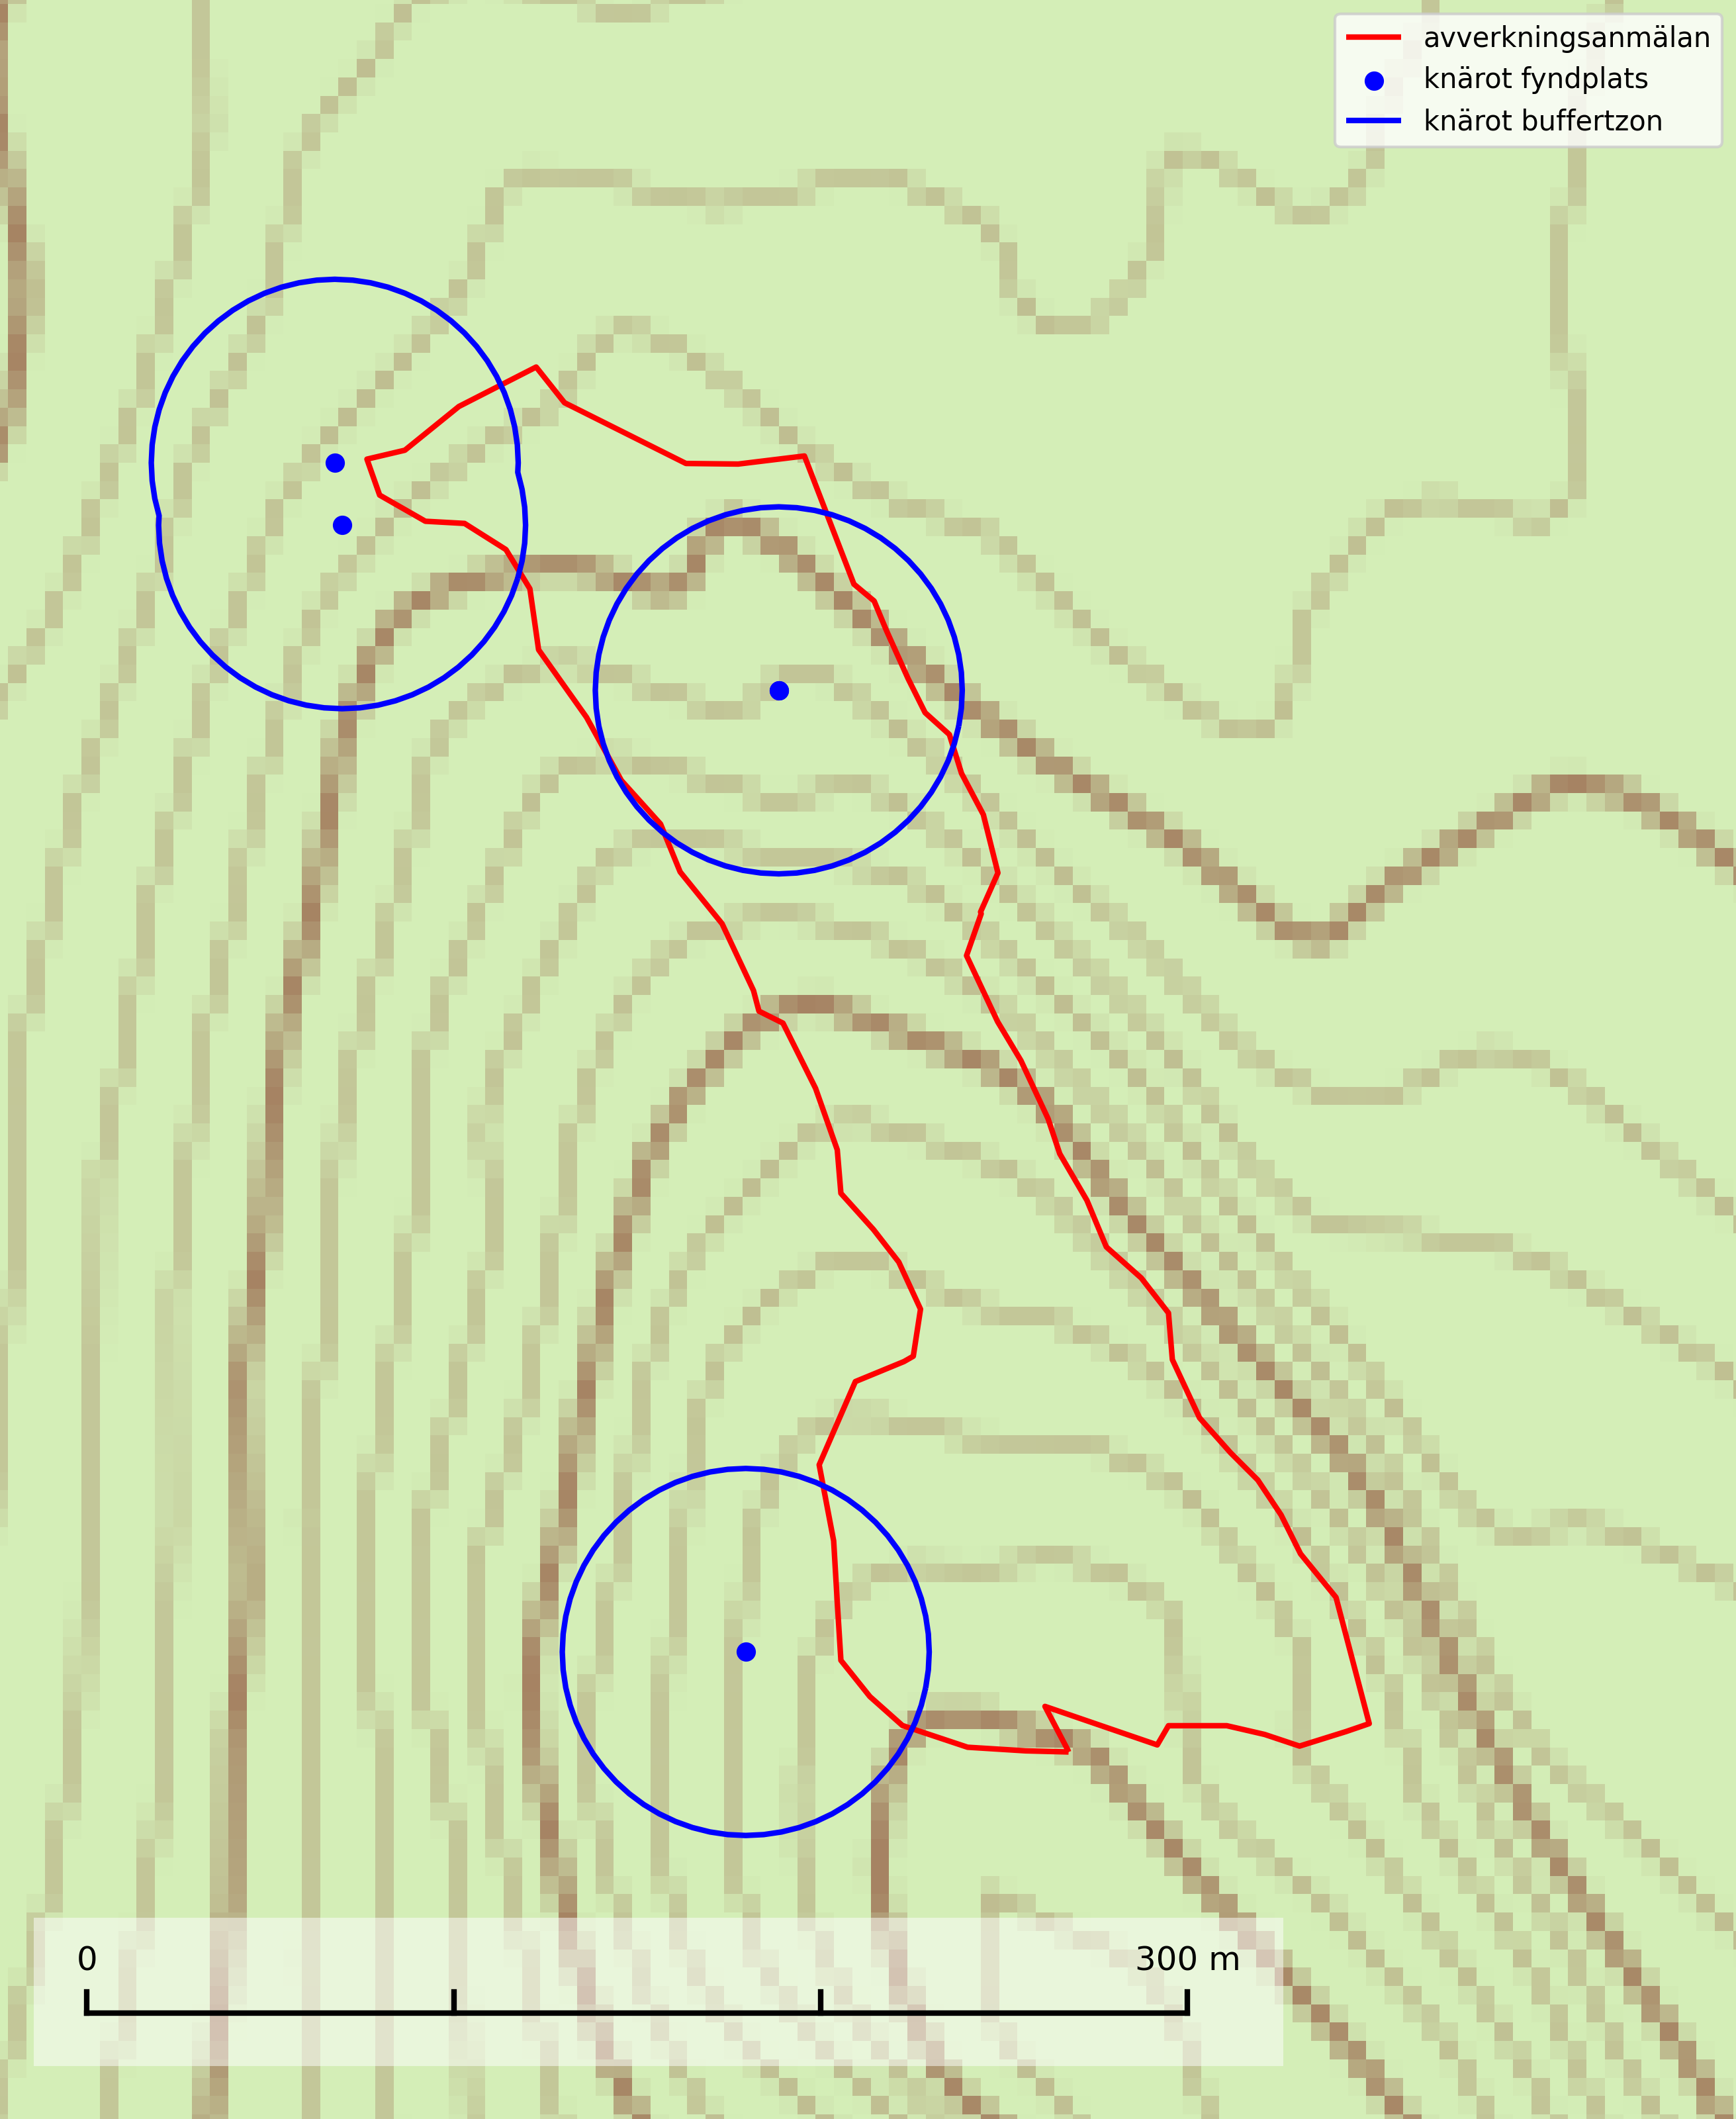 avverkningsanmälan
knärot fyndplats
knärot buffertzon
0
300 m